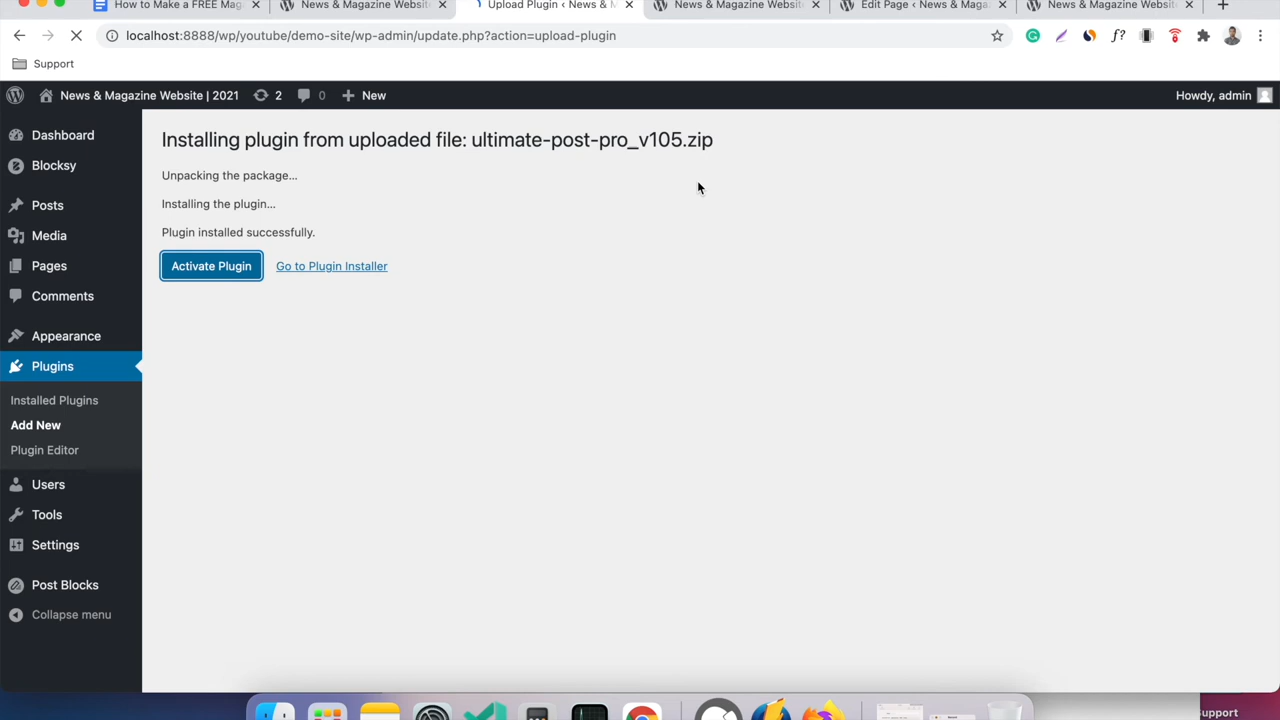 How to Make a FREE Mag
News & Magazine Website
Upload Plugin ‹ News & M
News & Magazine Website
Edit Page ‹ News & Maga
News & Magazine Website
localhost:8888/wp/youtube/demo-site/wp-admin/update.php?action=upload-plugin
f?
Support
News & Magazine Website | 2021
2
0
New
Howdy, admin
Dashboard
Blocksy
Posts
Media
Pages
Comments
Appearance
Plugins
Installed Plugins
Add New
Plugin Editor
Users
Tools
Settings
Post Blocks
Collapse menu
Installing plugin from uploaded file: ultimate-post-pro_v105.zip
Unpacking the package...
Installing the plugin...
Plugin installed successfully.
Activate Plugin Go to Plugin Installer
upport